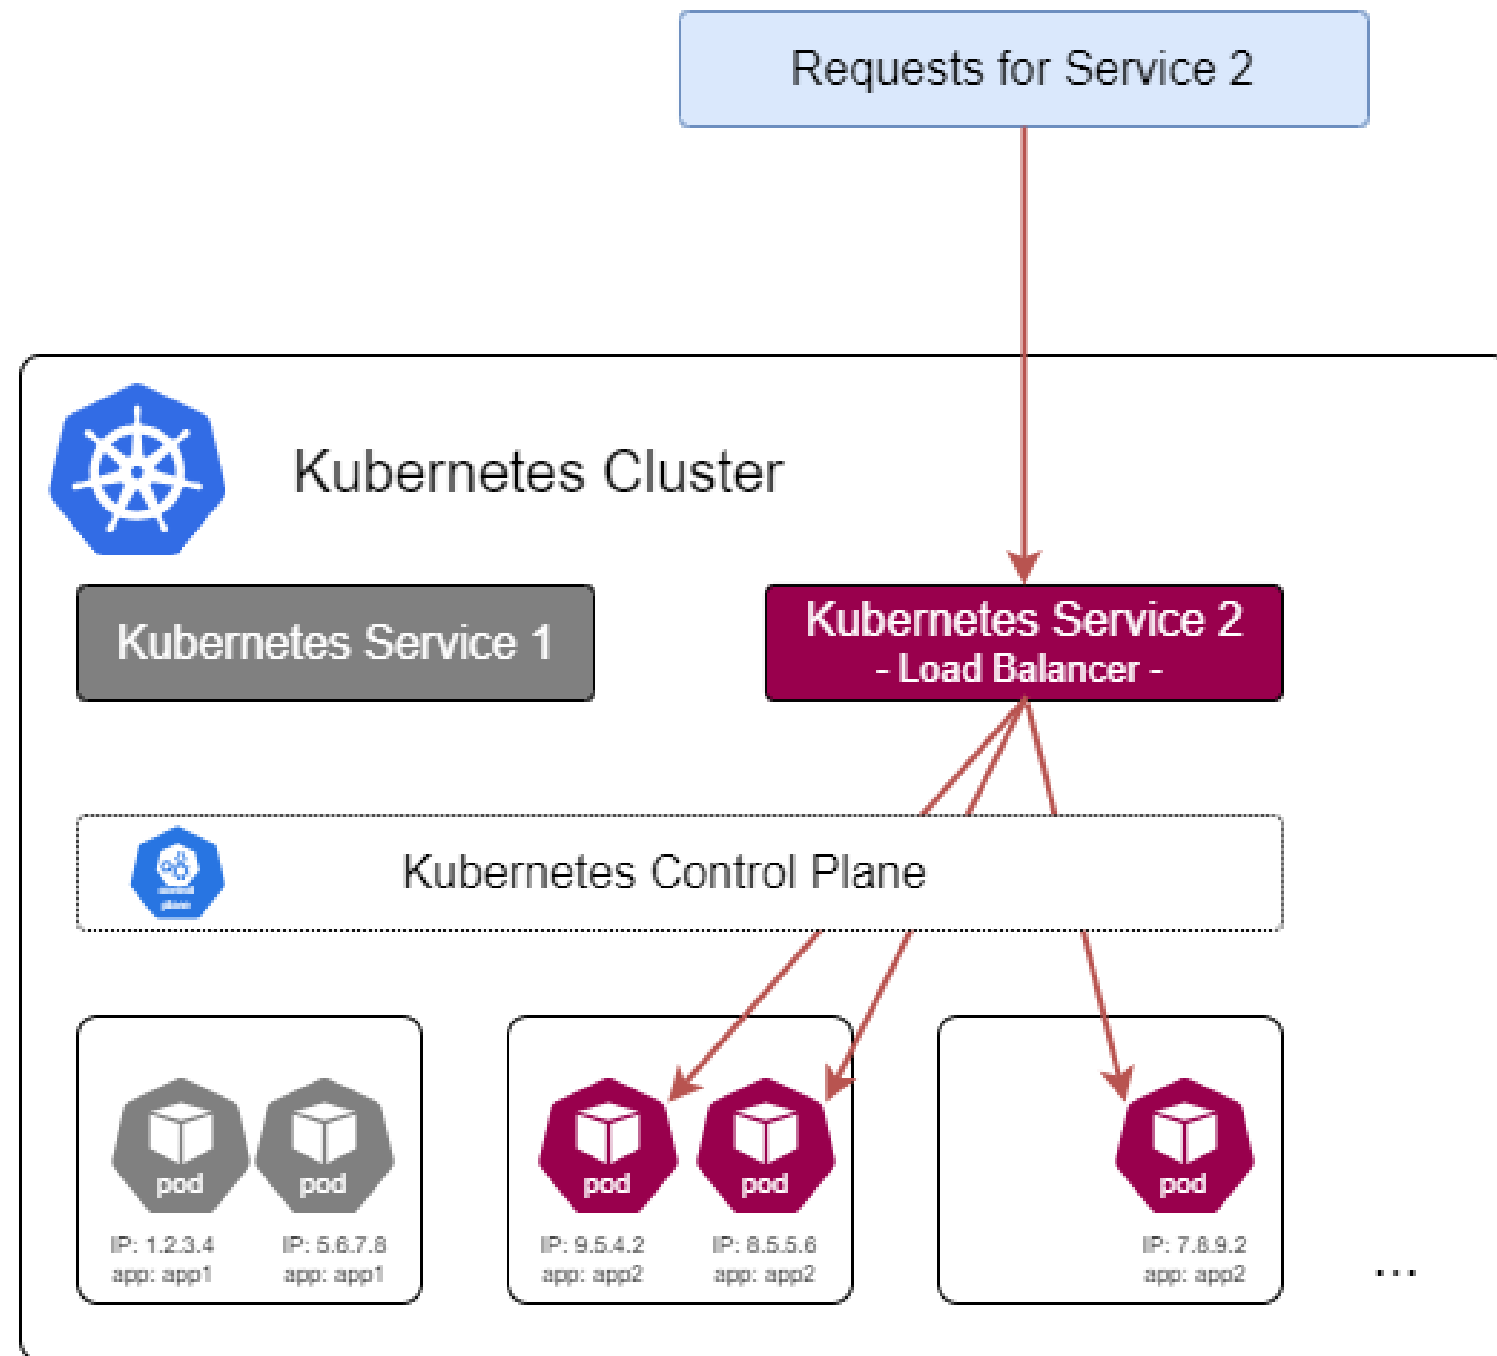 Requests for Service 2
Kubernetes Cluster
Kubernetes Service 1
Kubernetes Service 2
- Load Balancer -
control
plane
Kubernetes Control Plane
pod
pod
pod
pod
pod
IP: 1.2.3.4
IP: 5.6.7.8
IP: 9.5.4.2
IP: 8.5.5.6
IP: 7.8.9.2
app: app1
app: app1
app: app2
app: app2
app: app2
...